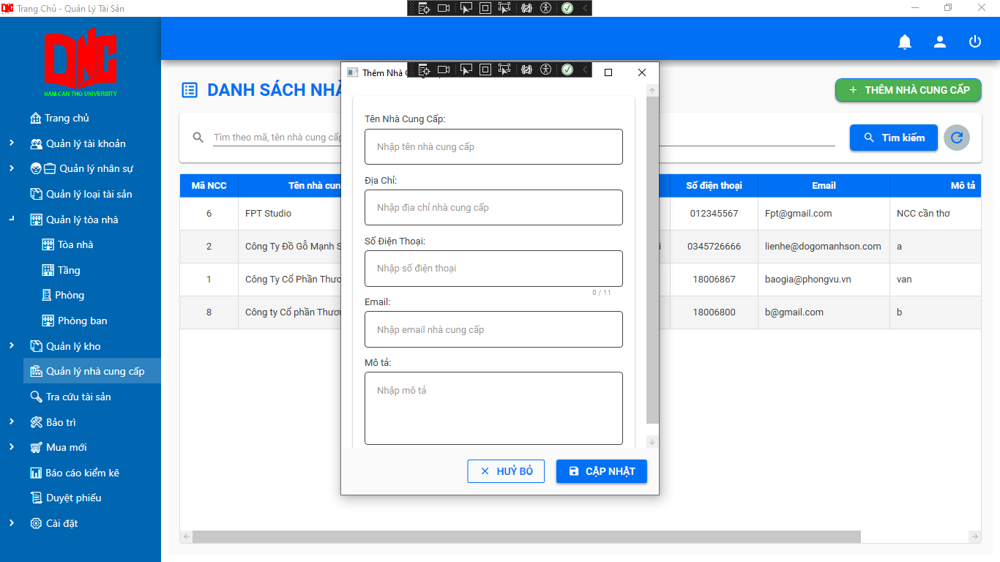 Trang Chủ - Quản Lý Tài Sản
DNC
NAM CAN THO UNIVERSITY
Trang chủ
Quản lý tài khoản
Quản lý nhân sự
Quản lý loại tài sản
Quản lý tòa nhà
Tòa nhà
Tầng
Phòng
Phòng ban
Quản lý kho
Quản lý nhà cung cấp
Tra cứu tài sản
Bảo trì
Mua mới
Báo cáo kiểm kê
Duyệt phiếu
Cài đặt
DANH SÁCH NHÀ
+ THÊM NHÀ CUNG CẤP
Tìm theo mã, tên nhà cung cấp
Tìm kiếm
Mã NCC Tên nhà cun Số điện thoại Email Mô tả
6 FPT Studio 012345567 Fpt@gmail.com NCC cần thơ
2 Công Ty Đồ Gỗ Mạnh S i 0345726666 lienhe@dogomanhson.com a
1 Công Ty Cổ Phần Thươ 18006867 baogia@phongvu.vn van
8 Công ty Cổ phần Thươ 18006800 b@gmail.com b
Thêm Nhà
Tên Nhà Cung Cấp:
Nhập tên nhà cung cấp
Địa Chỉ:
Nhập địa chỉ nhà cung cấp
Số Điện Thoại:
Nhập số điện thoại
0 / 11
Email:
Nhập email nhà cung cấp
Mô tả:
Nhập mô tả
HUỶ BỎ
CẬP NHẬT